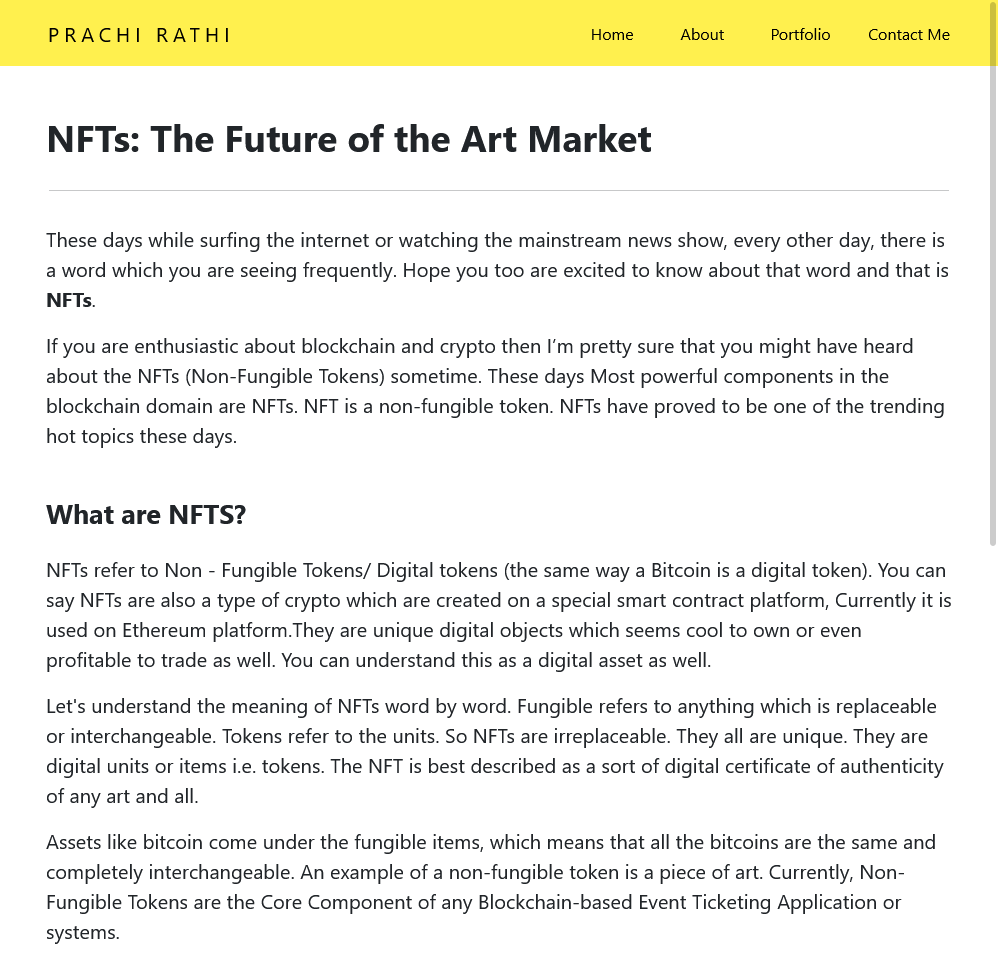 PRACHI RATHI
Home About Portfolio Contact Me
NFTs: The Future of the Art Market
These days while surfing the internet or watching the mainstream news show, every other day, there is
a word which you are seeing frequently. Hope you too are excited to know about that word and that is
NFTs.
If you are enthusiastic about blockchain and crypto then I’m pretty sure that you might have heard
about the NFTs (Non-Fungible Tokens) sometime. These days Most powerful components in the
blockchain domain are NFTs. NFT is a non-fungible token. NFTs have proved to be one of the trending
hot topics these days.
What are NFTS?
NFTs refer to Non - Fungible Tokens/ Digital tokens (the same way a Bitcoin is a digital token). You can
say NFTs are also a type of crypto which are created on a special smart contract platform, Currently it is
used on Ethereum platform.They are unique digital objects which seems cool to own or even
profitable to trade as well. You can understand this as a digital asset as well.
Let's understand the meaning of NFTs word by word. Fungible refers to anything which is replaceable
or interchangeable. Tokens refer to the units. So NFTs are irreplaceable. They all are unique. They are
digital units or items i.e. tokens. The NFT is best described as a sort of digital certificate of authenticity
of any art and all.
Assets like bitcoin come under the fungible items, which means that all the bitcoins are the same and
completely interchangeable. An example of a non-fungible token is a piece of art. Currently, Non-
Fungible Tokens are the Core Component of any Blockchain-based Event Ticketing Application or
systems.